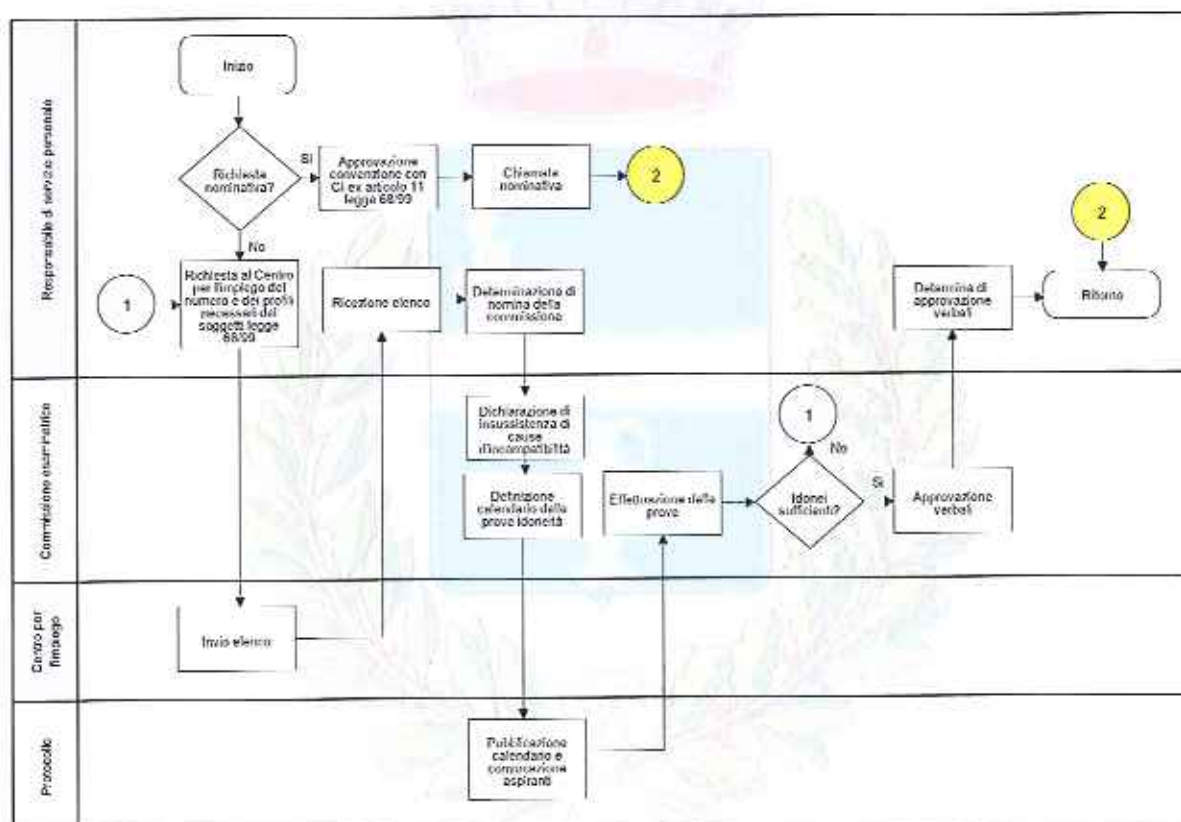 Responsabile di servizio personale
Inizio
Richiesta
nominativa?
Si
Approvazione
convenzione con
CI ex articolo 11
legge 68/99
Chiamata
nominativa
2
No
1
Richiesta al Centro
per l'impiego del
numero e dei profili
necessari dei
soggetti legge
68/99
Ricezione elenco
Determinazione di
nomina della
commissione
Determina di
approvazione
verbali
2
Ritorno
Commissione esaminatrice
Dichiarazione di
insussistenza di
cause
d'incompatibilità
Definizione
calendario delle
prove idoneità
Effettuazione delle
prove
1
No
Idonei
sufficienti?
Si
Approvazione
verbali
Centro per
l'impiego
Invio elenco
Protocollo
Pubblicazione
calendario e
convocazione
aspiranti